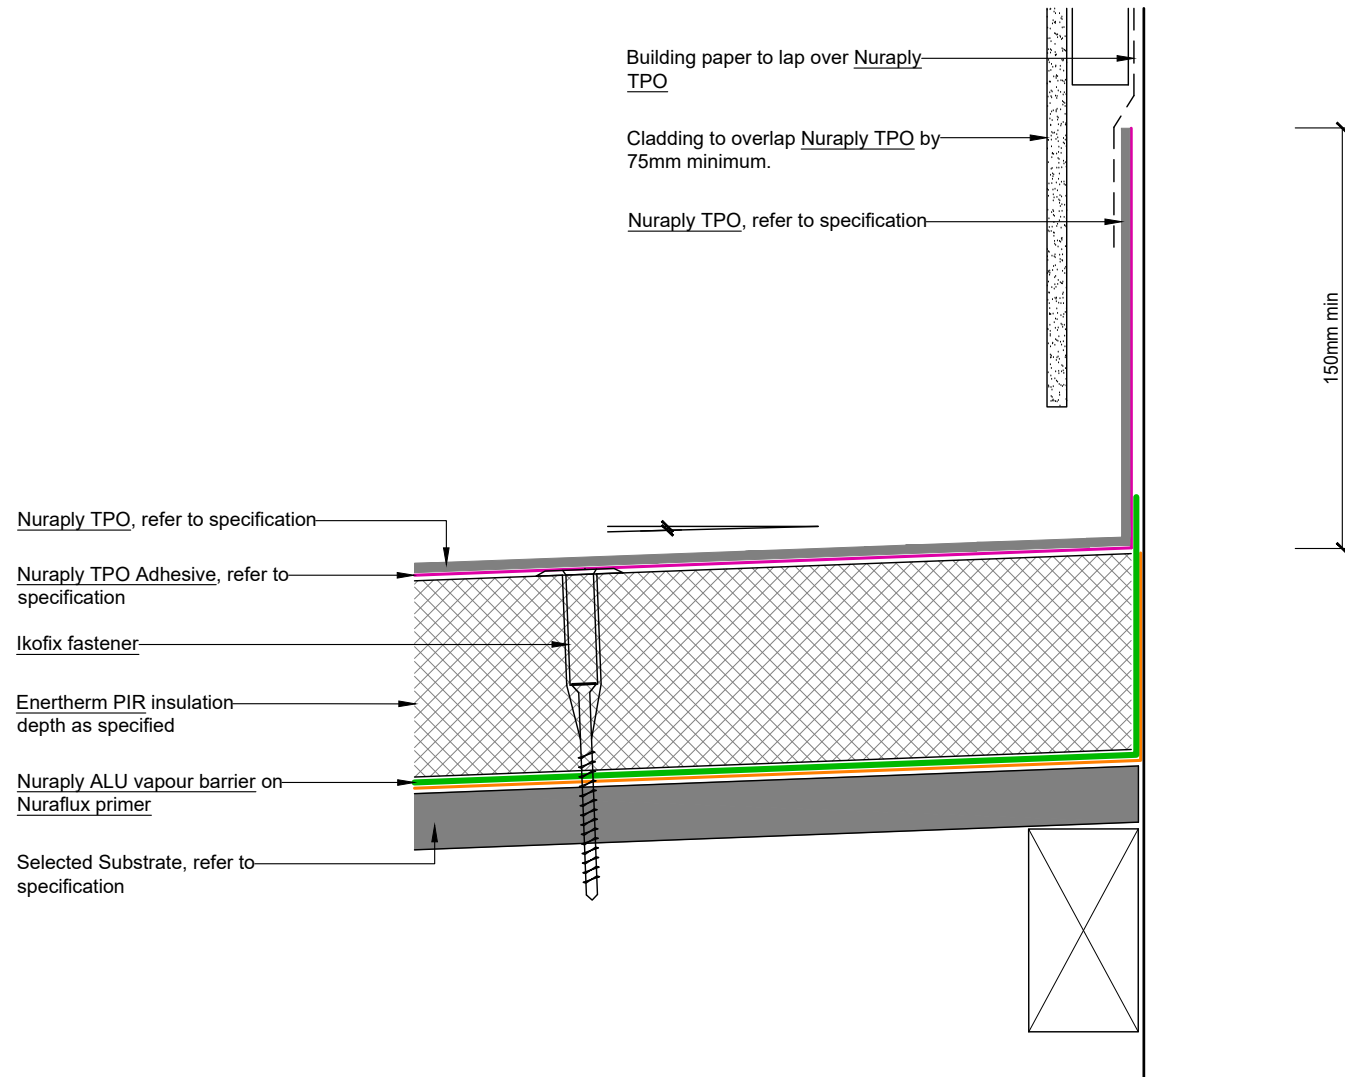 Building paper to lap over Nuraply
TPO
Cladding to overlap Nuraply TPO by
75mm minimum.
Nuraply TPO, refer to specification
150mm min
Nuraply TPO, refer to specification
Nuraply TPO Adhesive, refer to
specification
Ikofix fastener
Enertherm PIR insulation
depth as specified
Nuraply ALU vapour barrier on
Nuraflux primer
Selected Substrate, refer to
specification